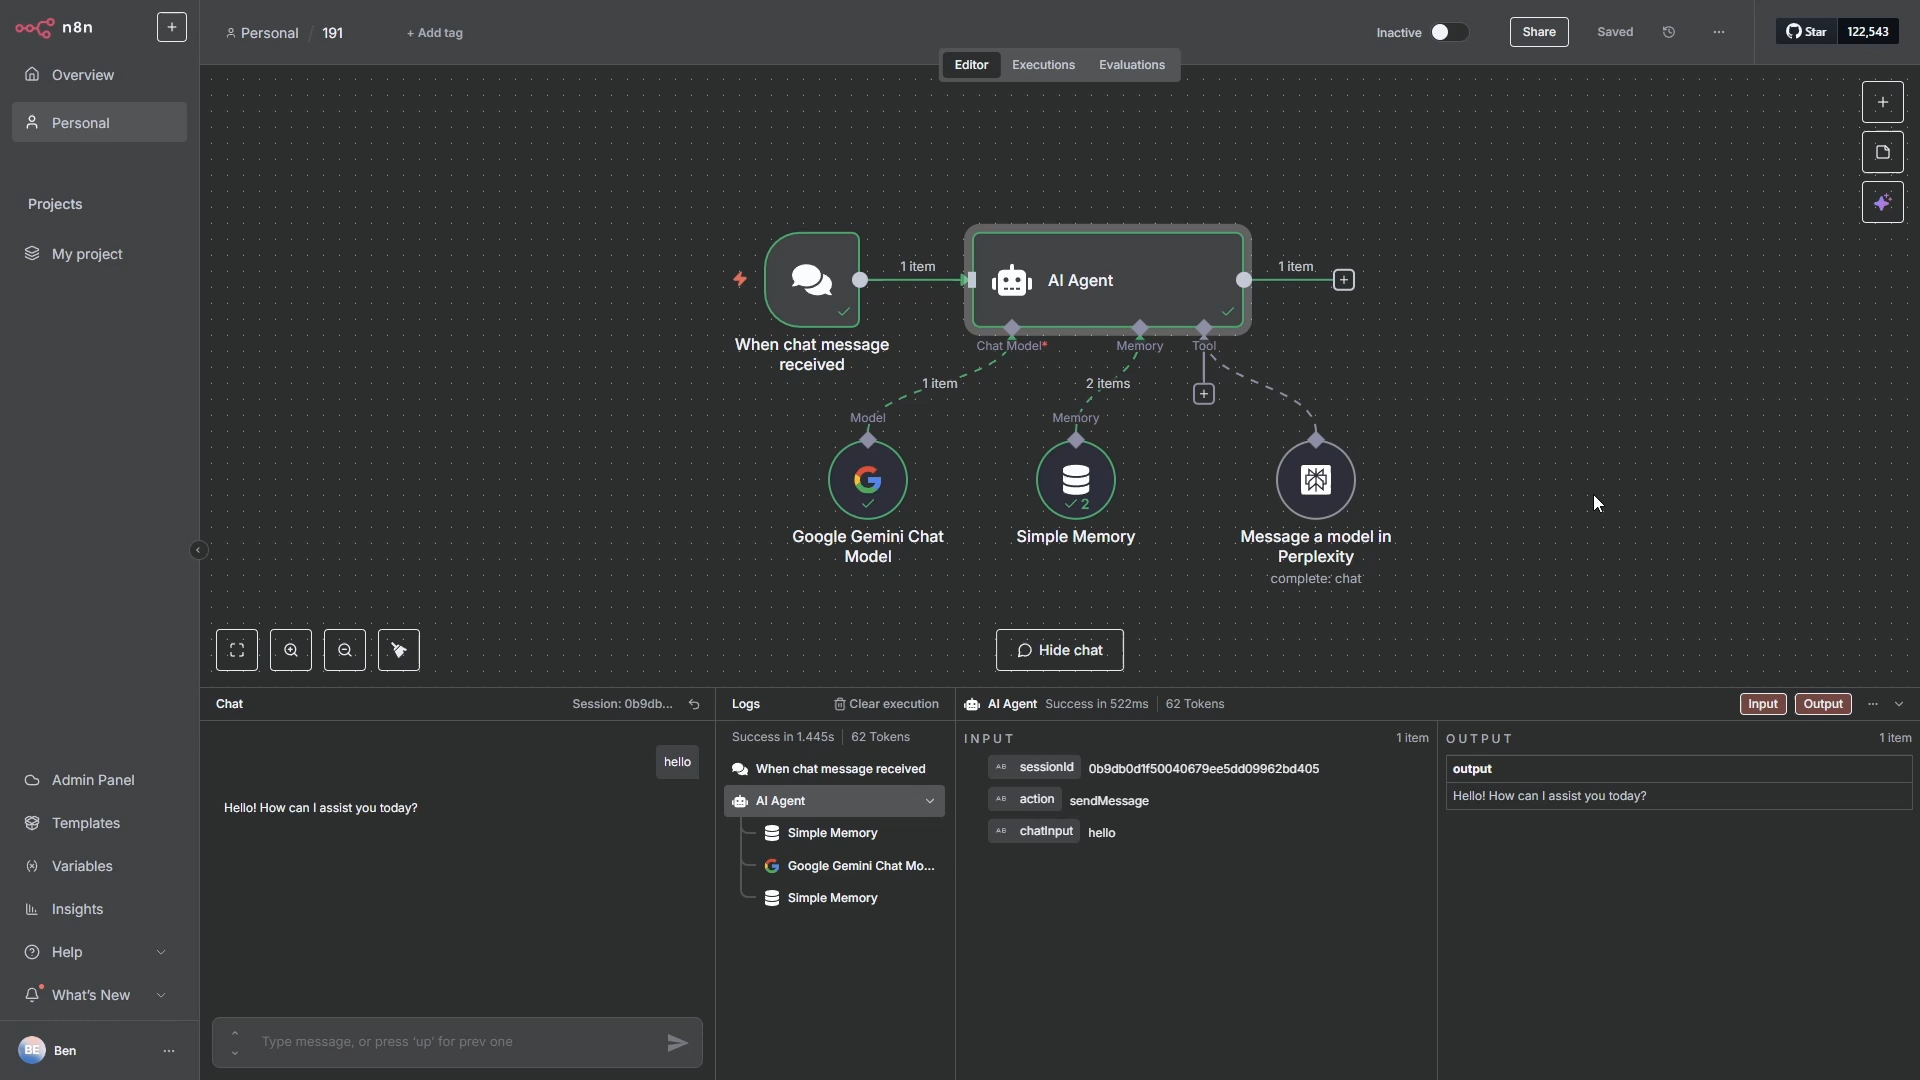 n8n
+
Personal / 191
+ Add tag
Inactive
Share
Saved
Star 122,543
Editor
Executions
Evaluations
Overview
Personal
Projects
My project
1 item
AI Agent
1 item
When chat message
received
Chat Model*
Memory
Tool
1 item
2 items
Model
Memory
2
Google Gemini Chat
Model
Simple Memory
Message a model in
Perplexity
complete: chat
Hide chat
Admin Panel
Templates
Variables
Insights
Help
What's New
BE
Ben
Chat
Session: 0b9db...
hello
Hello! How can I assist you today?
Type message, or press 'up' for prev one
Logs
Clear execution
Success in 1.445s
62 Tokens
When chat message received
AI Agent
Simple Memory
Google Gemini Chat Mo...
Simple Memory
AI Agent
Success in 522ms
62 Tokens
Input
Output
INPUT
1 item
AB sessionId 0b9db0d1f50040679ee5dd09962bd405
AB action sendMessage
AB chatInput hello
OUTPUT
1 item
output
Hello! How can I assist you today?